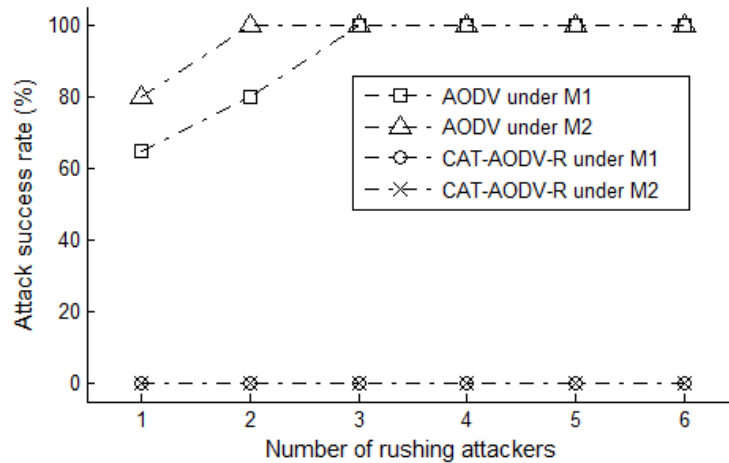 100
80
60
40
20
0
Attack success rate (%)
AODV under M1
AODV under M2
CAT-AODV-R under M1
CAT-AODV-R under M2
1 2 3 4 5 6
Number of rushing attackers